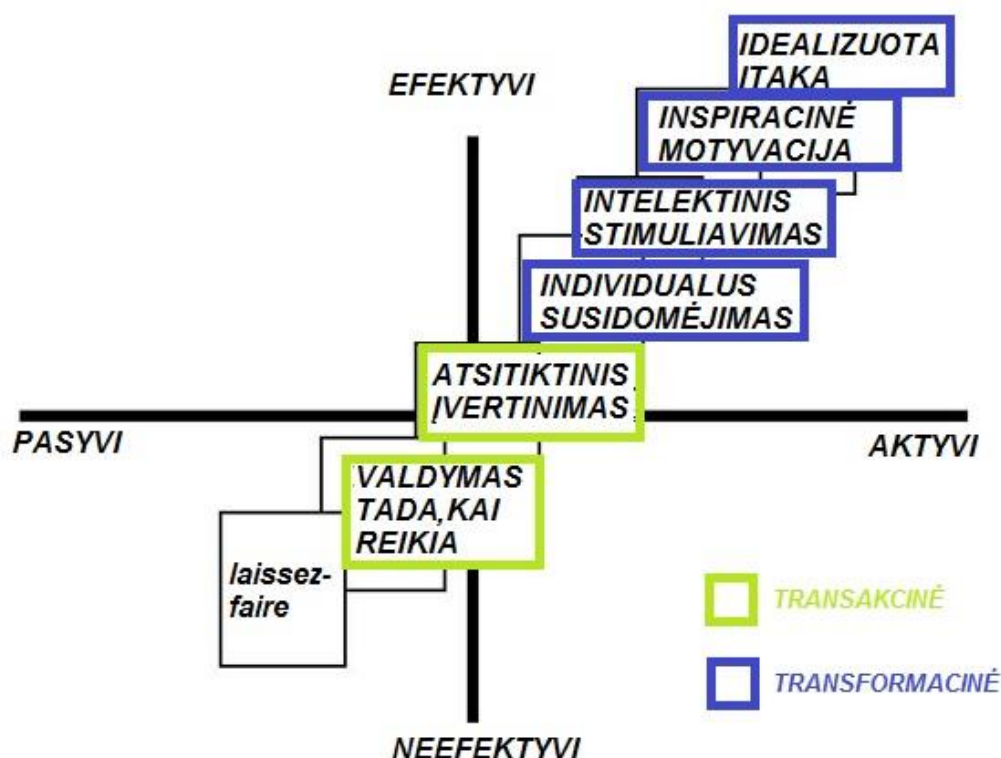 IDEALIZUOTA
ITAKA
EFEKTYVI
INSPIRACINĖ
MOTYVACIJA
INTELEKTINIS
STIMULIAVIMAS
INDIVIDUALUS
SUSIDOMĖJIMAS
ATSITIKTINIS
ĮVERTINIMAS
PASYVI
AKTYVI
VALDYMAS
TADA,KAI
REIKIA
laissez-
faire
TRANSAKCINĖ
TRANSFORMACINĖ
NEEFEKTYVI